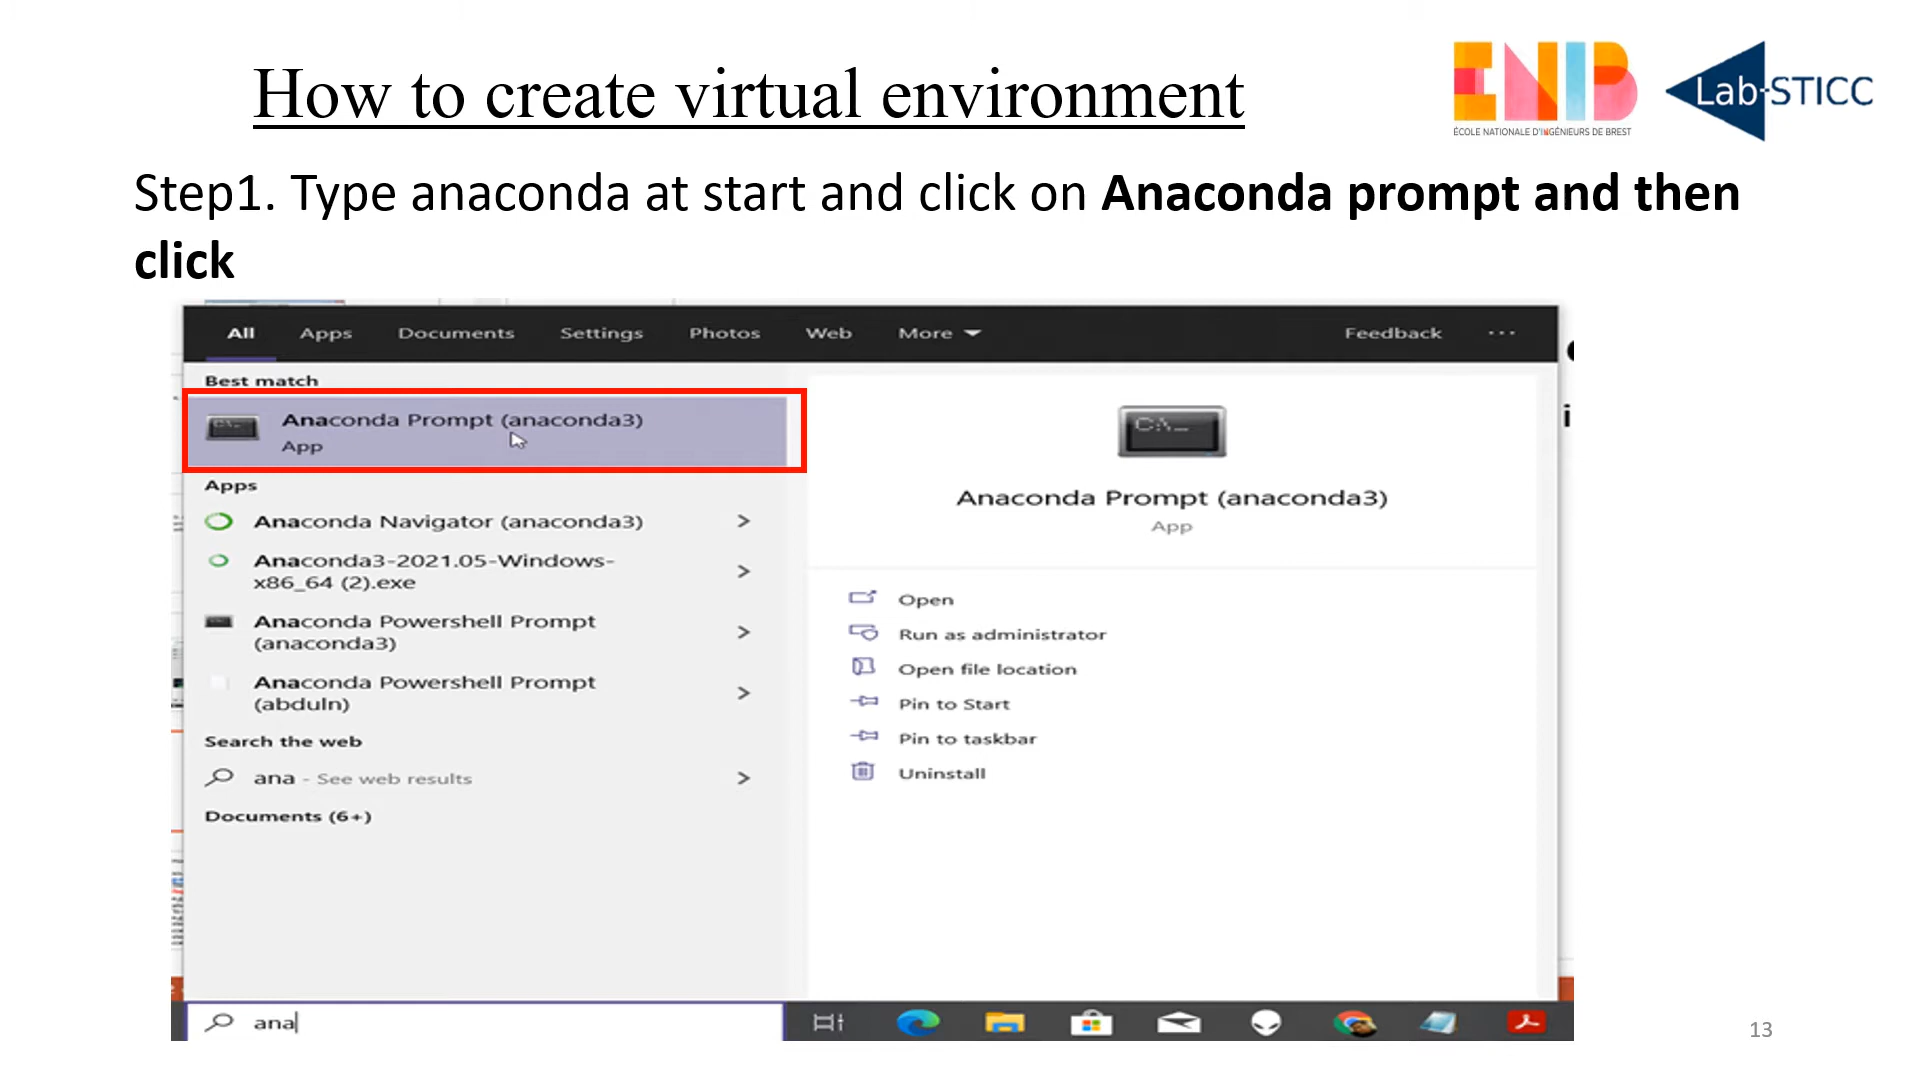 How to create virtual environment
ÉCOLE NATIONALE D'INGÉNIEURS DE BREST
Lab-STICC
Step1. Type anaconda at start and click on Anaconda prompt and then
click
All Apps Documents Settings Photos Web More Feedback ...
Best match
Anaconda Prompt (anaconda3)
App
Apps
Anaconda Navigator (anaconda3)
Anaconda3-2021.05-Windows-
x86_64 (2).exe
Anaconda Powershell Prompt
(anaconda3)
Anaconda Powershell Prompt
(abduln)
Search the web
ana - See web results
Documents (6+)
Anaconda Prompt (anaconda3)
App
Open
Run as administrator
Open file location
Pin to Start
Pin to taskbar
Uninstall
ana
13